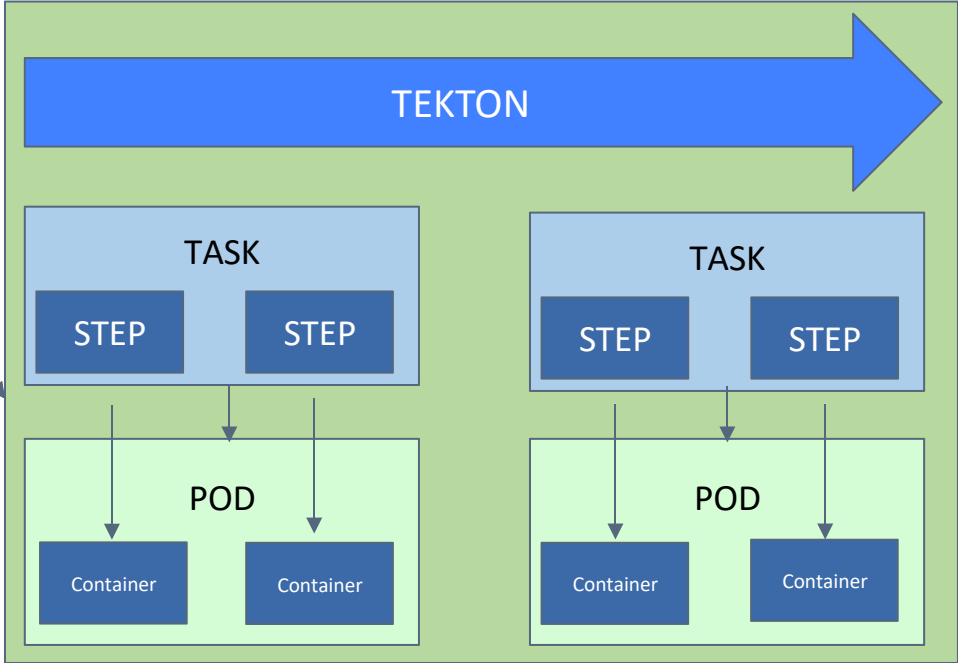 TEKTON
TASK
STEP
STEP
TASK
STEP
STEP
POD
Container
Container
POD
Container
Container